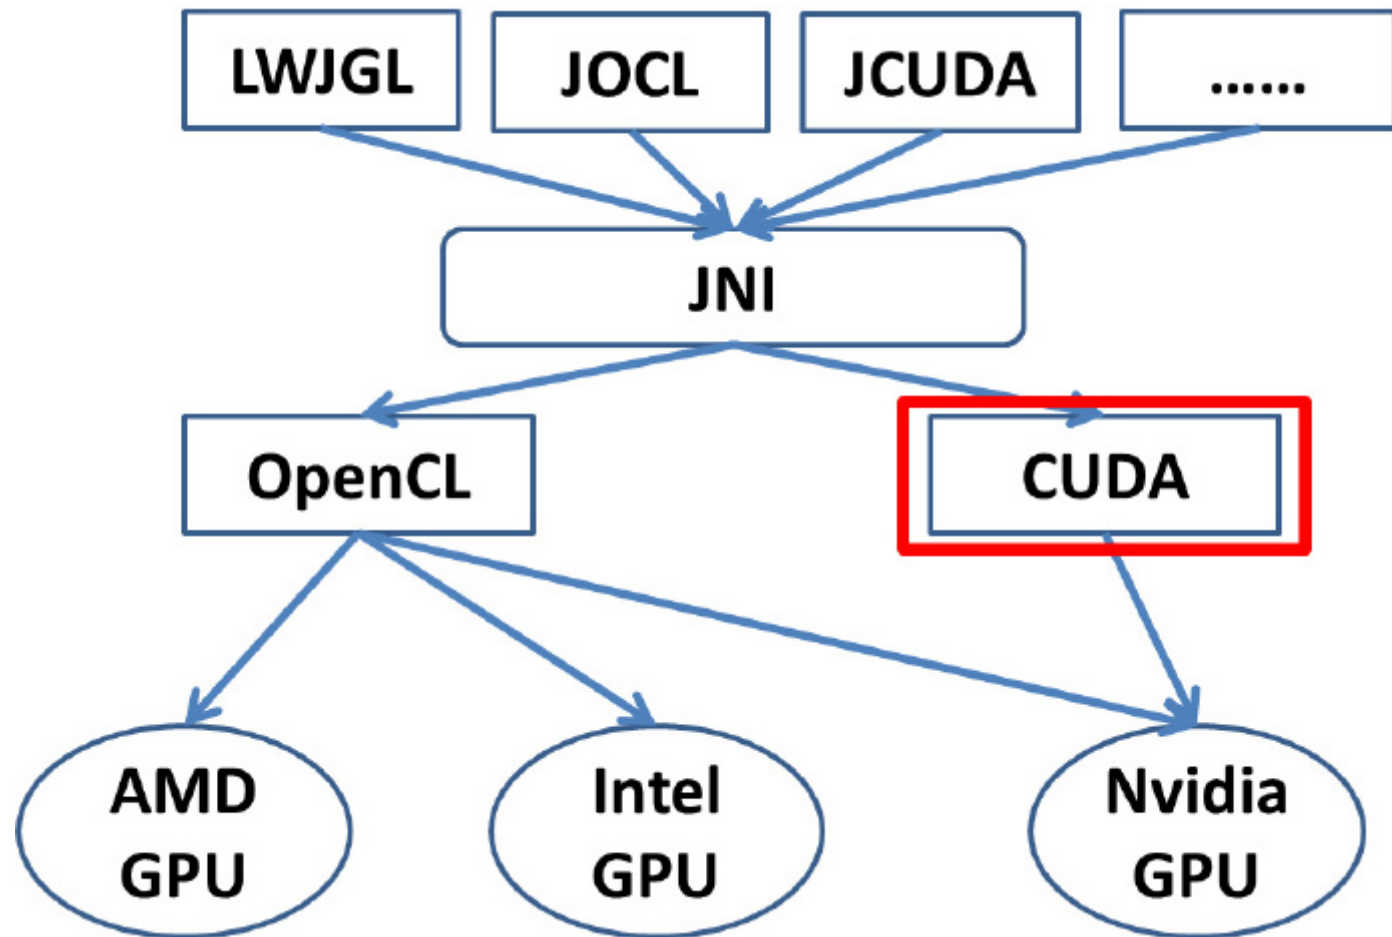 LWJGL
JOCL
JCUDA
......
JNI
OpenCL
CUDA
AMD
GPU
Intel
GPU
Nvidia
GPU